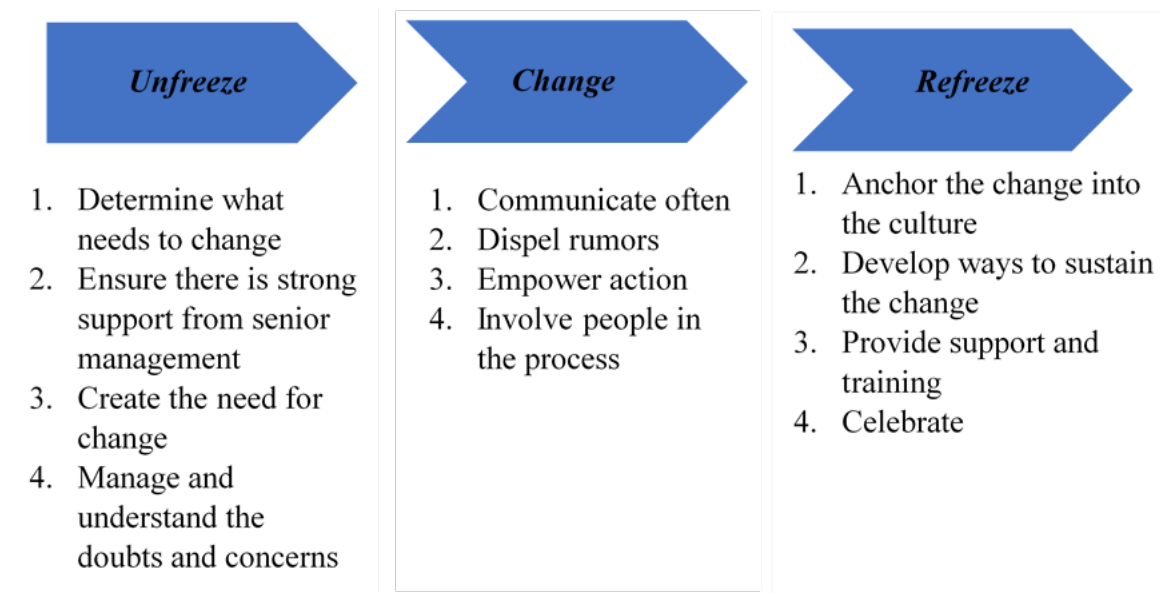 Unfreeze
1. Determine what
needs to change
2. Ensure there is strong
support from senior
management
3. Create the need for
change
4. Manage and
understand the
doubts and concerns
Change
1. Communicate often
2. Dispel rumors
3. Empower action
4. Involve people in
the process
Refreeze
1. Anchor the change into
the culture
2. Develop ways to sustain
the change
3. Provide support and
training
4. Celebrate